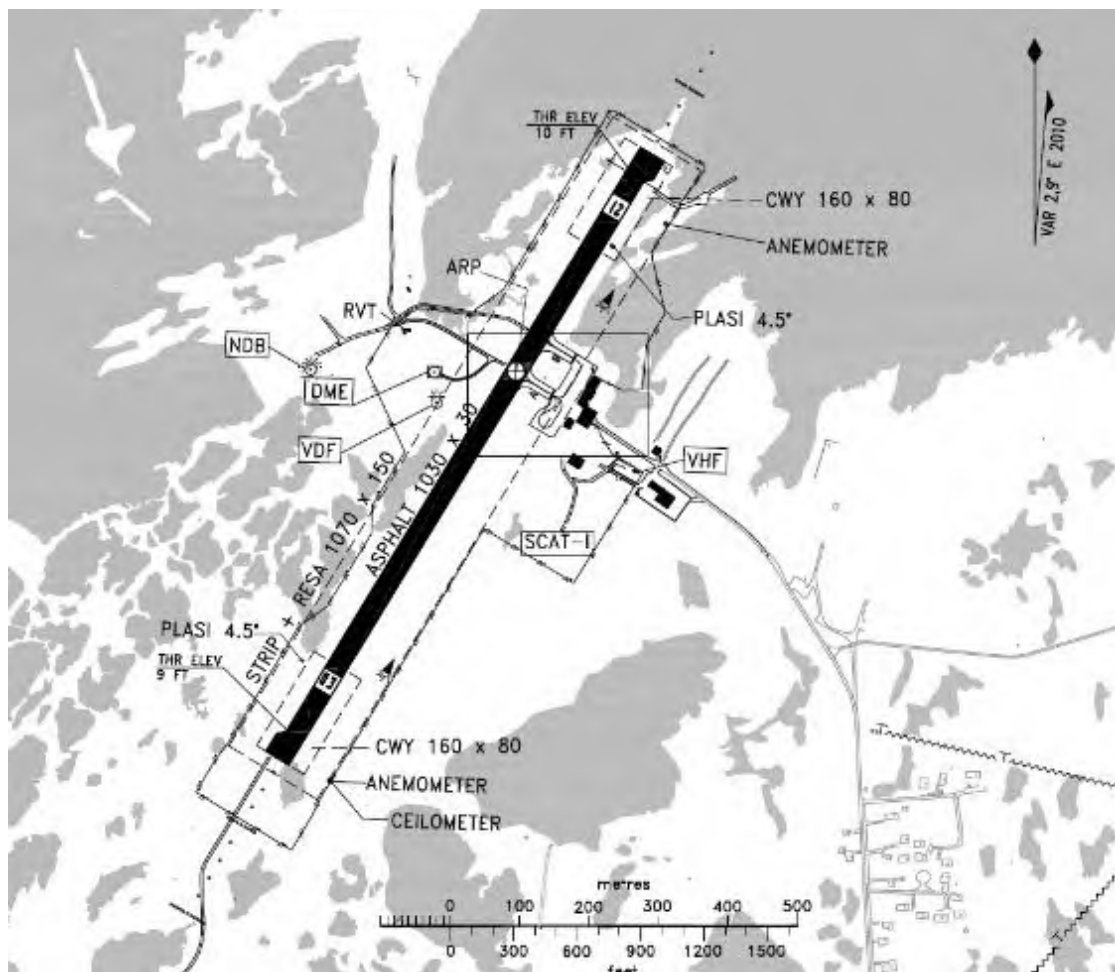 THR ELEV
10 FT
CWY 160 x 80
ANEMOMETER
VAR 2.9° E 2010
ARP
RVT
PLASI 4.5°
NDB
DME
VDF
VHF
SCAT-I
ASPHALT 1030 x 30
STRIP + RESA 1070 x 150
PLASI 4.5°
THR ELEV
9 FT
CWY 160 x 80
ANEMOMETER
CEILOMETER
metres
100 0 100 200 300 400 500
0 300 600 900 1200 1500
feet